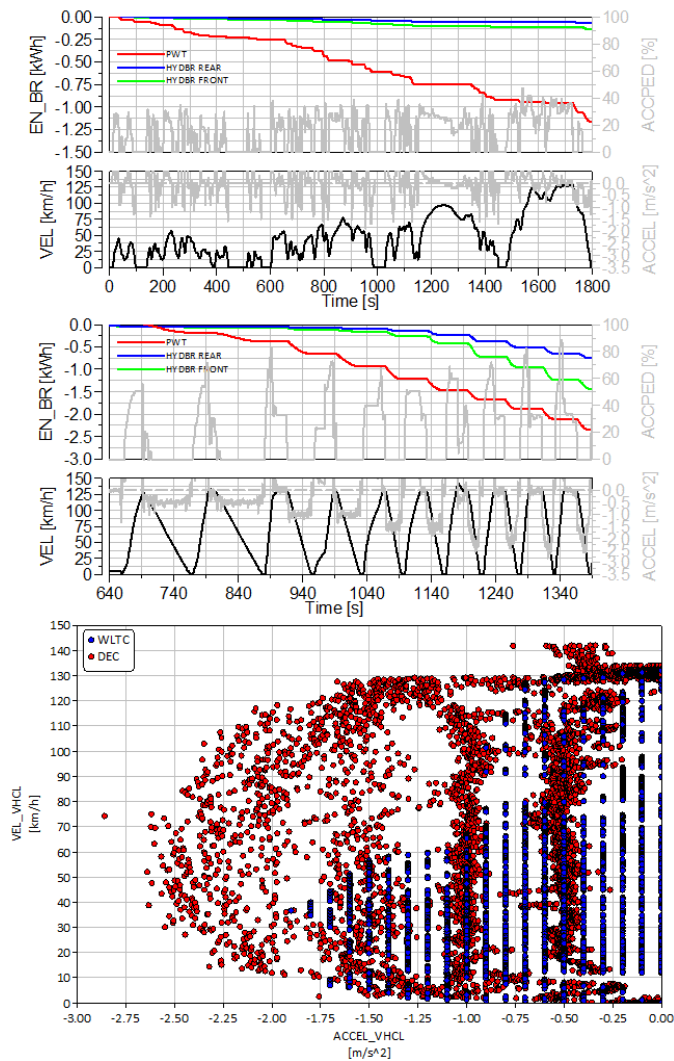 EN_BR [kWh]
0.00
-0.25
-0.50
-0.75
-1.00
-1.25
-1.50
PWT
HYDBR REAR
HYDBR FRONT
100
80
60
40
20
0
ACCPED [%]
VEL [km/h]
150
125
100
75
50
25
0
0.0
-0.5
-1.0
-1.5
-2.0
-2.5
-3.0
-3.5
ACCEL [m/s^2]
0 200 400 600 800 1000 1200 1400 1600 1800
Time [s]
EN_BR [kWh]
0.0
-0.5
-1.0
-1.5
-2.0
-2.5
-3.0
PWT
HYDBR REAR
HYDBR FRONT
100
80
60
40
20
0
ACCPED [%]
VEL [km/h]
150
125
100
75
50
25
0
0.0
-0.5
-1.0
-1.5
-2.0
-2.5
-3.0
-3.5
ACCEL [m/s^2]
640 740 840 940 1040 1140 1240 1340
Time [s]
VEL_VHCL
[km/h]
150
140
130
120
110
100
90
80
70
60
50
40
30
20
10
0
WLTC
DEC
-3.00 -2.75 -2.50 -2.25 -2.00 -1.75 -1.50 -1.25 -1.00 -0.75 -0.50 -0.25 0.00
ACCEL_VHCL
[m/s^2]